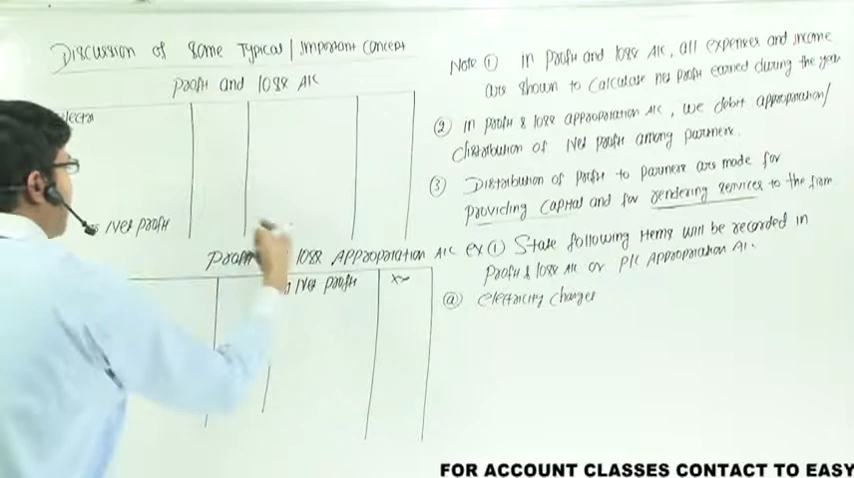 Discussion of some Typical / Important concept
Profit and loss A/c
elect
Net profit
Profit loss Appropriation A/C
Net profit
xx
Note ① In Profit and loss A/c, all expenses and income
are shown to calculate net profit earned during the year
② In profit & loss appropriation A/c, we debit appropriation/
distribution of Net profit among partners.
③ Distribution of profit to partners are made for
providing capital and for rendering services to the firm
ex ① State following items will be recorded in
Profit & loss A/c or P/L Appropriation A/c.
ⓐ electricity charges
FOR ACCOUNT CLASSES CONTACT TO EASY